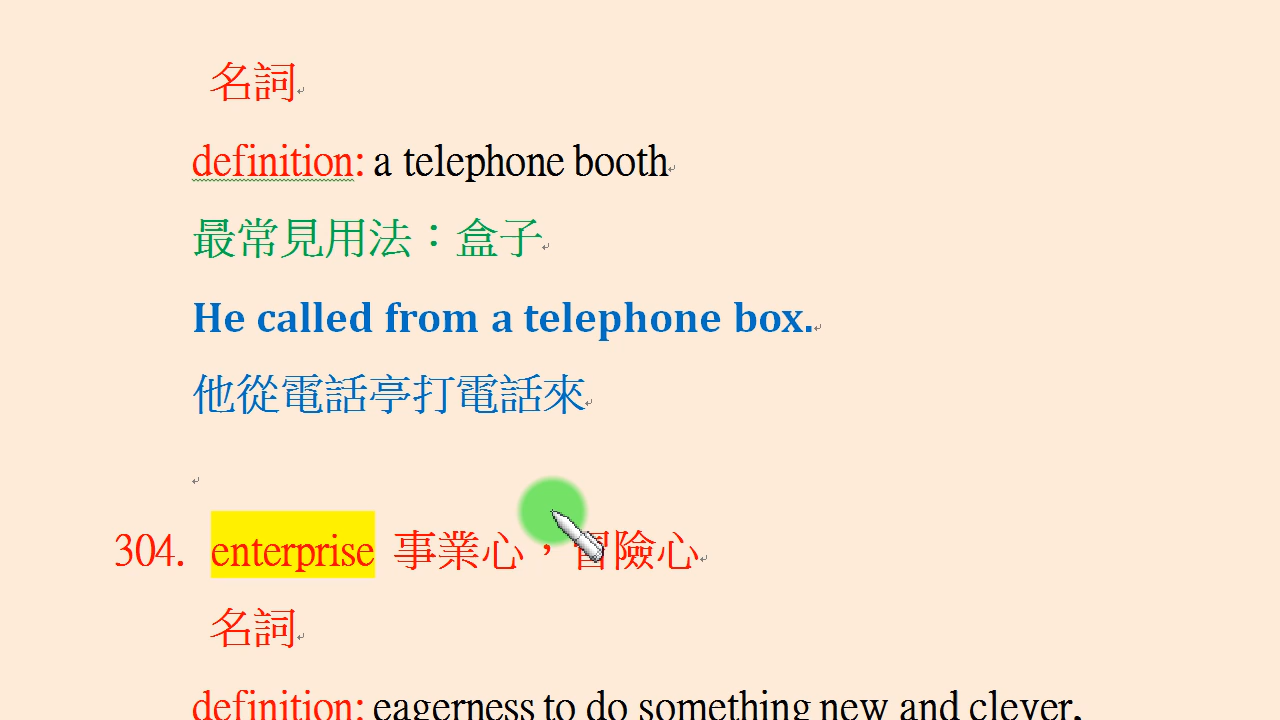 名詞
definition: a telephone booth
最常見用法：盒子
He called from a telephone box.
他從電話亭打電話來
304. enterprise 事業心，冒險心
名詞
definition: eagerness to do something new and clever,